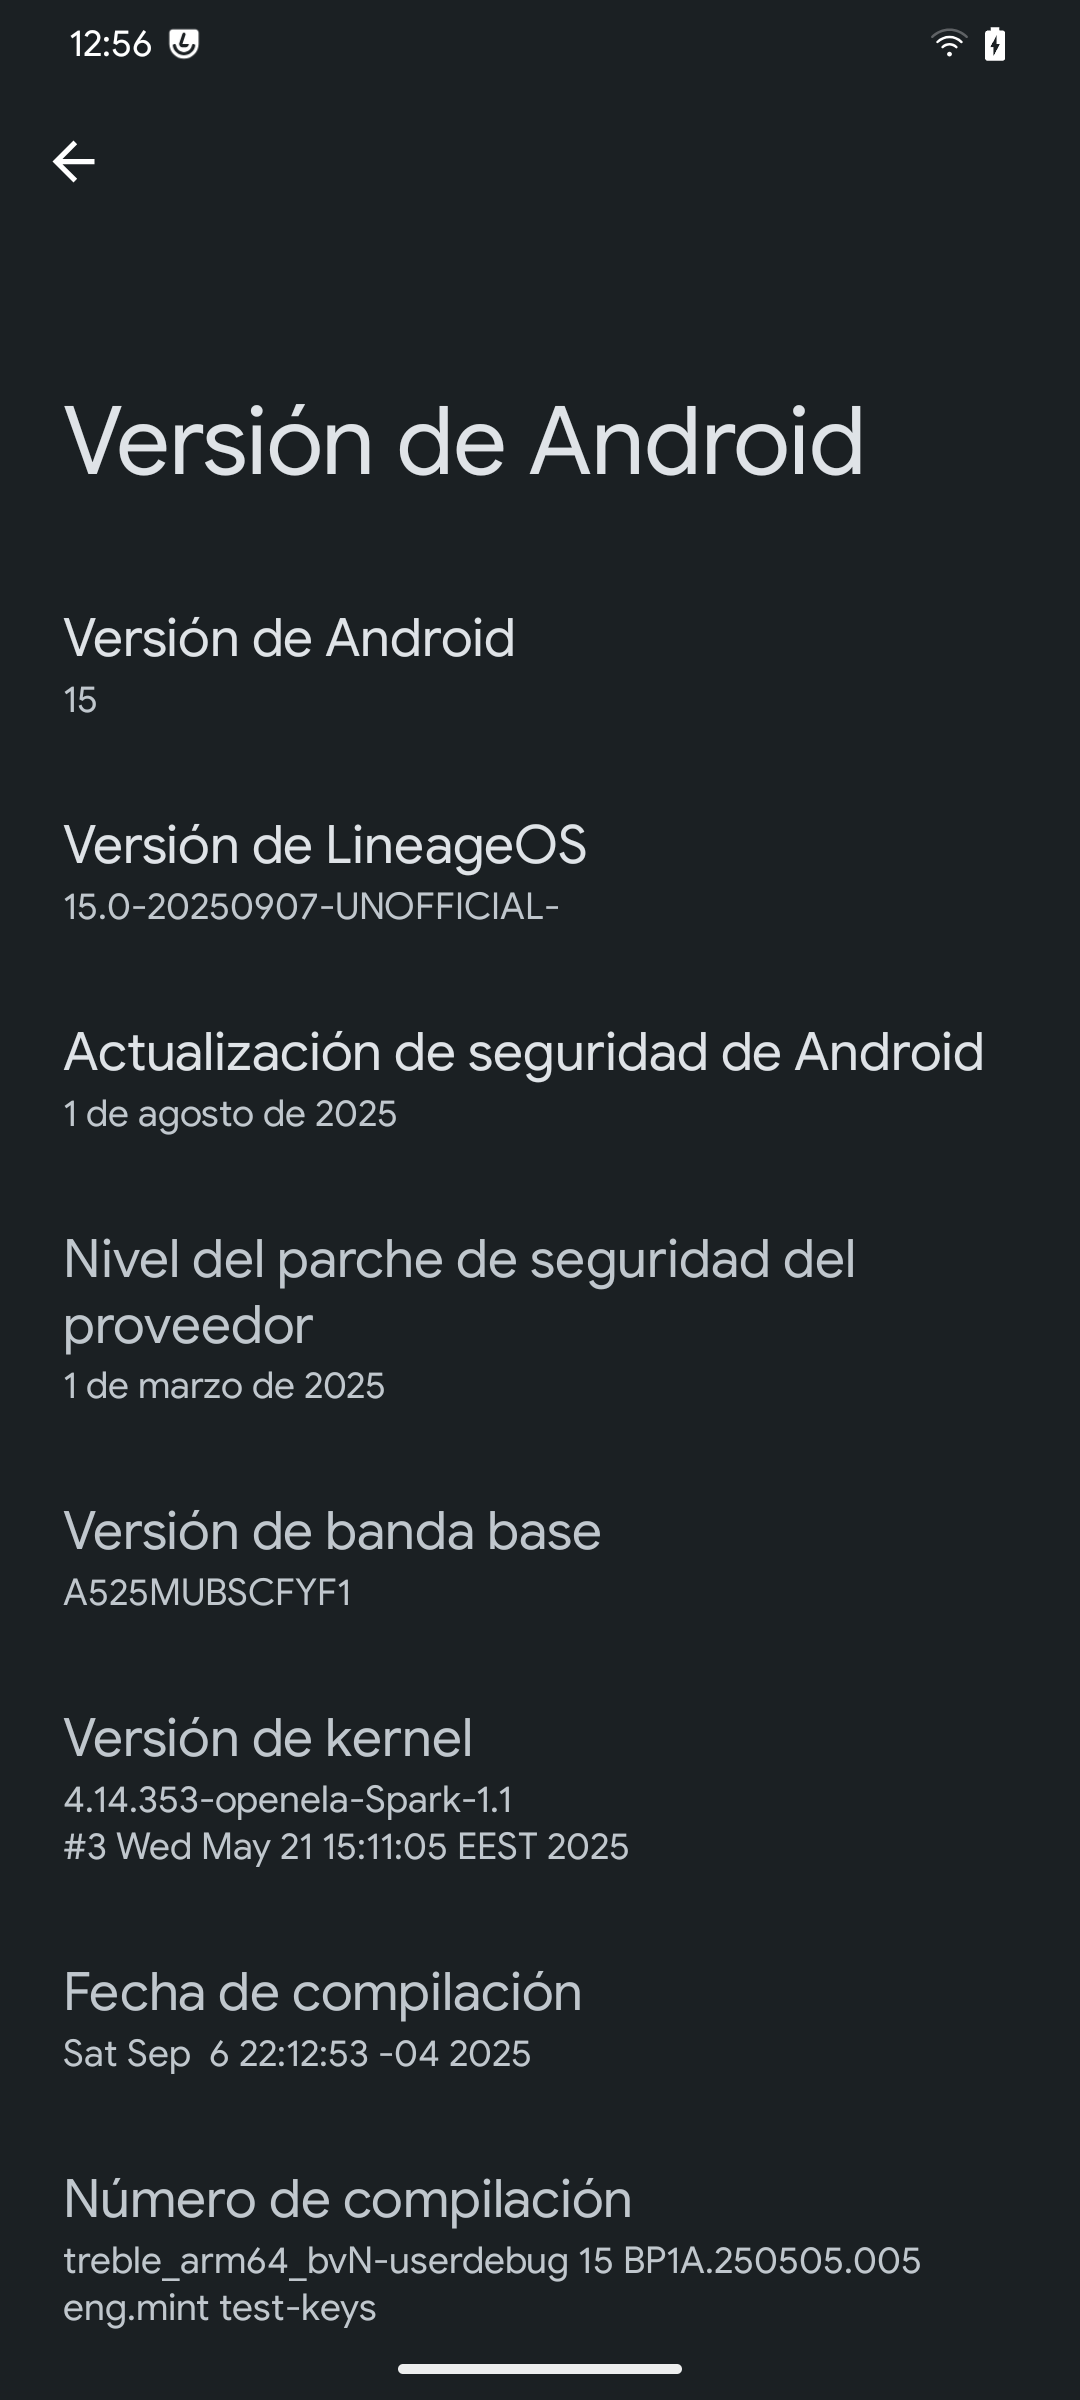 12:56
Versión de Android
Versión de Android
15
Versión de LineageOS
15.0-20250907-UNOFFICIAL-
Actualización de seguridad de Android
1 de agosto de 2025
Nivel del parche de seguridad del
proveedor
1 de marzo de 2025
Versión de banda base
A525MUBSCFYF1
Versión de kernel
4.14.353-openela-Spark-1.1
#3 Wed May 21 15:11:05 EEST 2025
Fecha de compilación
Sat Sep  6 22:12:53 -04 2025
Número de compilación
treble_arm64_bvN-userdebug 15 BP1A.250505.005
eng.mint test-keys